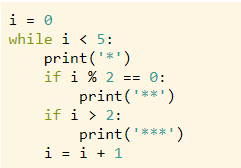 i = 0
while i < 5:
    print('*')
    if i % 2 == 0:
        print('**')
    if i > 2:
        print('***')
    i = i + 1